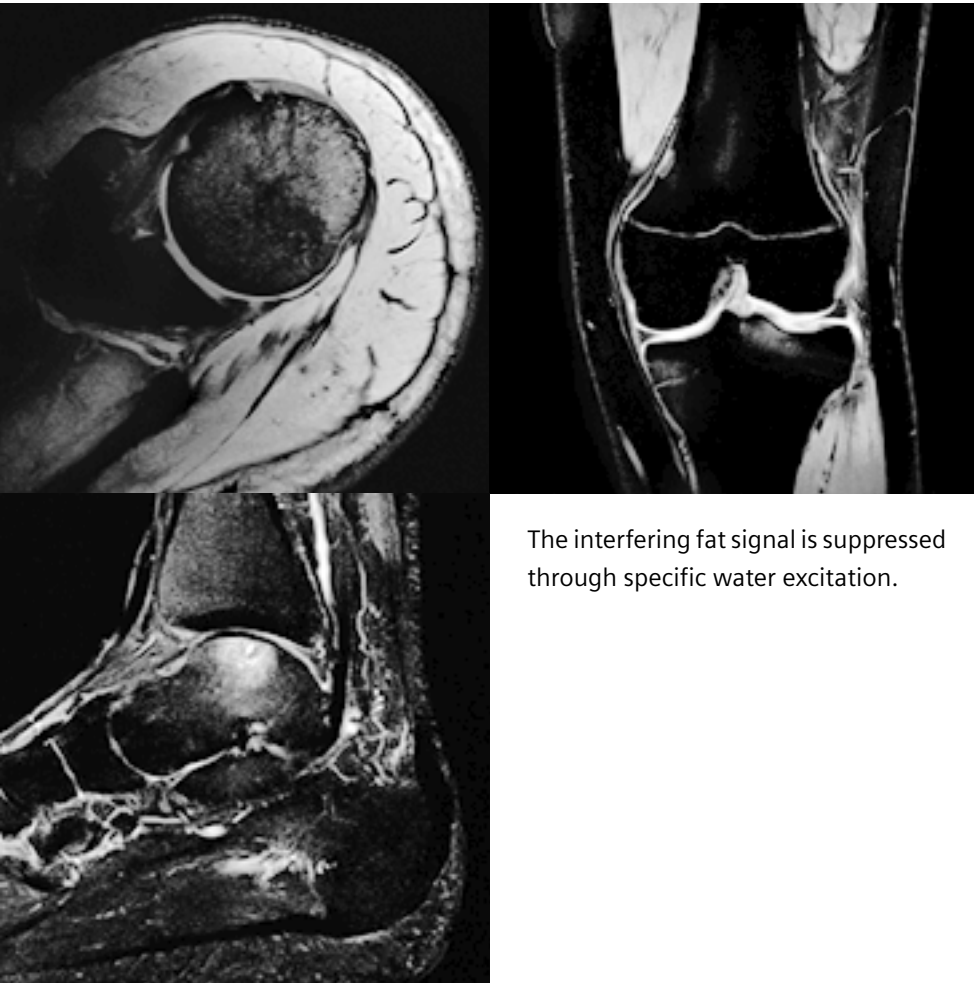 The interfering fat signal is suppressed
through specific water excitation.